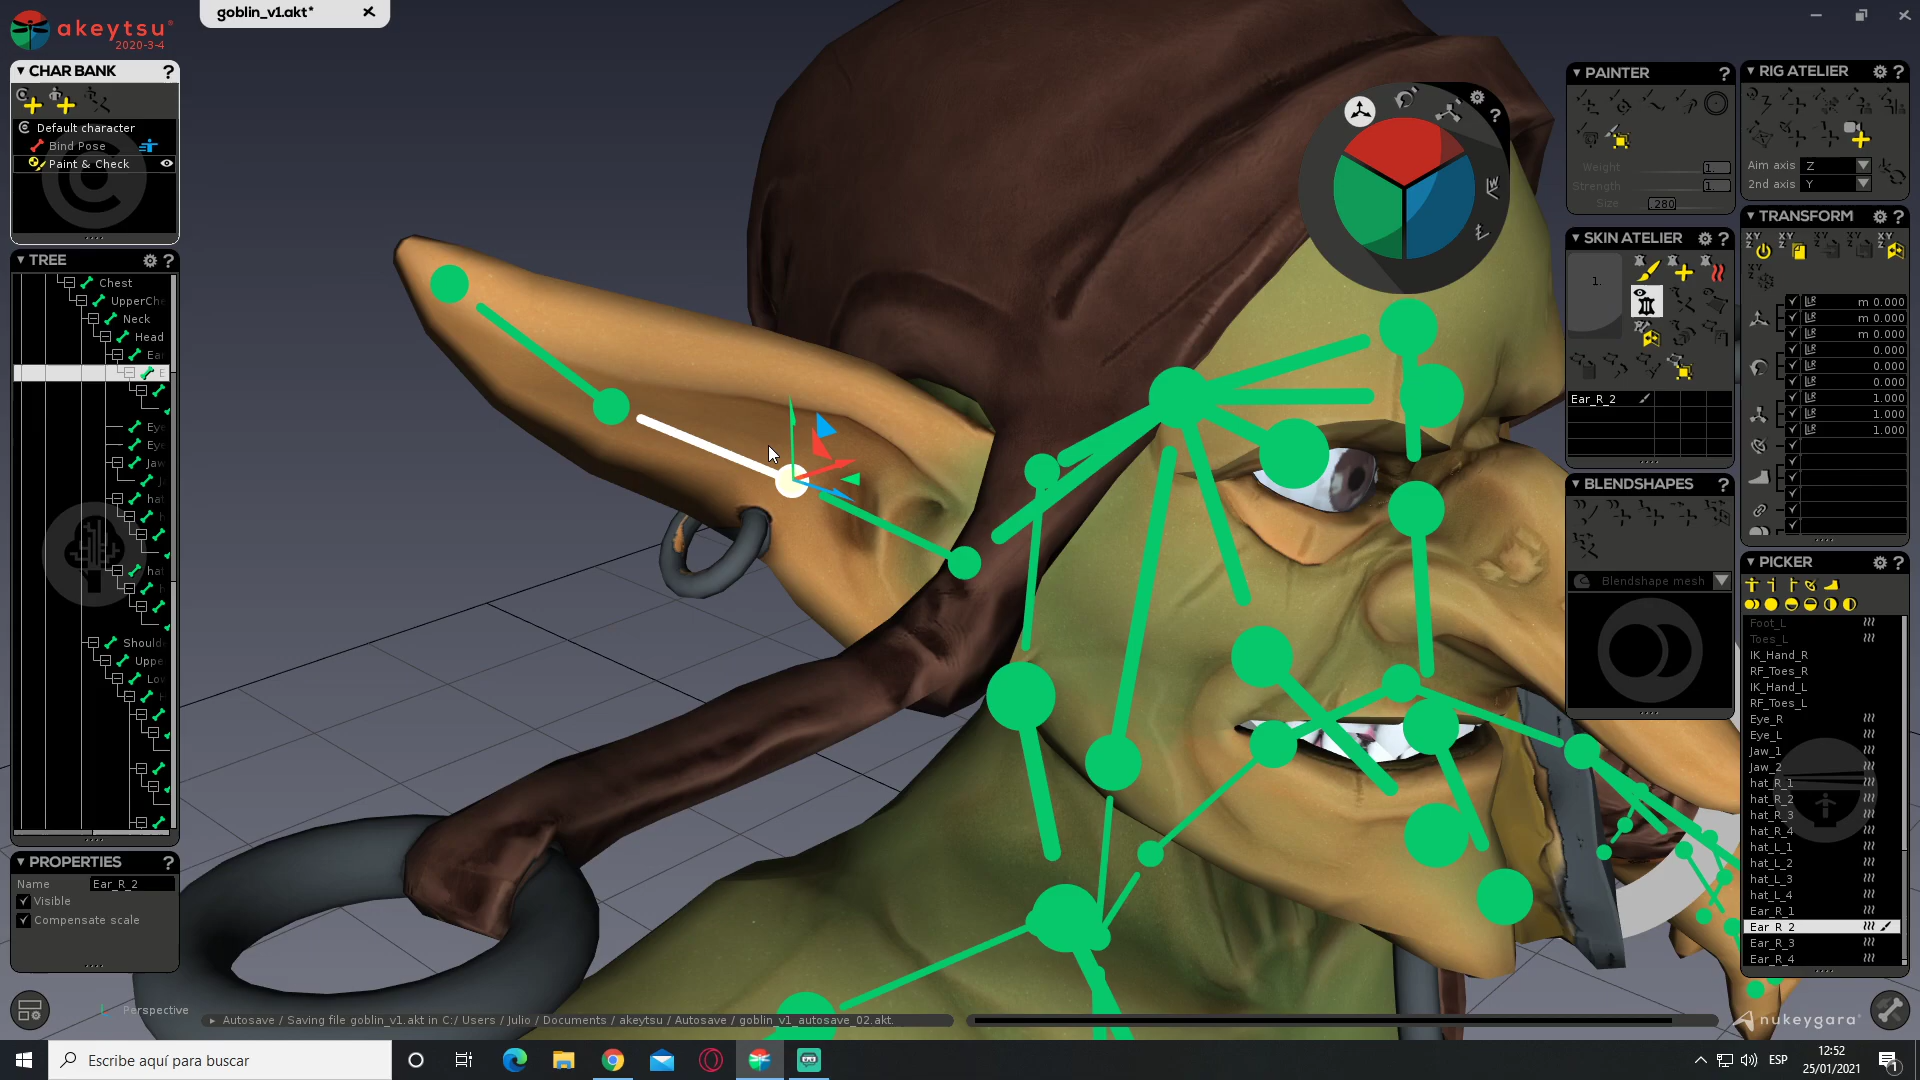 goblin_v1.akt*
akeytsu
2020-3-4
CHAR BANK
?
Default character
Bind Pose
Paint & Check
TREE
?
Chest
UpperChe
Neck
Head
Ea
E
Eye
Eye
Jaw
J
hat
h
hat
h
Should
Uppe
Lo
PROPERTIES
?
Name
Ear_R_2
Visible
Compensate scale
Perspective
Autosave / Saving file goblin_v1.akt in C:/ Users / Julio / Documents / akeytsu / Autosave / goblin_v1_autosave_02.akt.
?
PAINTER
?
Weight
1.
Strength
1.
Size
.280
SKIN ATELIER
?
1.
Ear_R_2
BLENDSHAPES
?
Blendshape mesh
RIG ATELIER
?
Aim axis
Z
2nd axis
Y
TRANSFORM
?
m 0.000
m 0.000
m 0.000
0.000
0.000
0.000
1.000
1.000
1.000
PICKER
?
Foot_L
Toes_L
IK_Hand_R
RF_Toes_R
IK_Hand_L
RF_Toes_L
Eye_R
Eye_L
Jaw_1
Jaw_2
hat_R_1
hat_R_2
hat_R_3
hat_R_4
hat_L_1
hat_L_2
hat_L_3
hat_L_4
Ear_R_1
Ear_R_2
Ear_R_3
Ear_R_4
nukeygara
Escribe aquí para buscar
ESP
12:52
25/01/2021
1